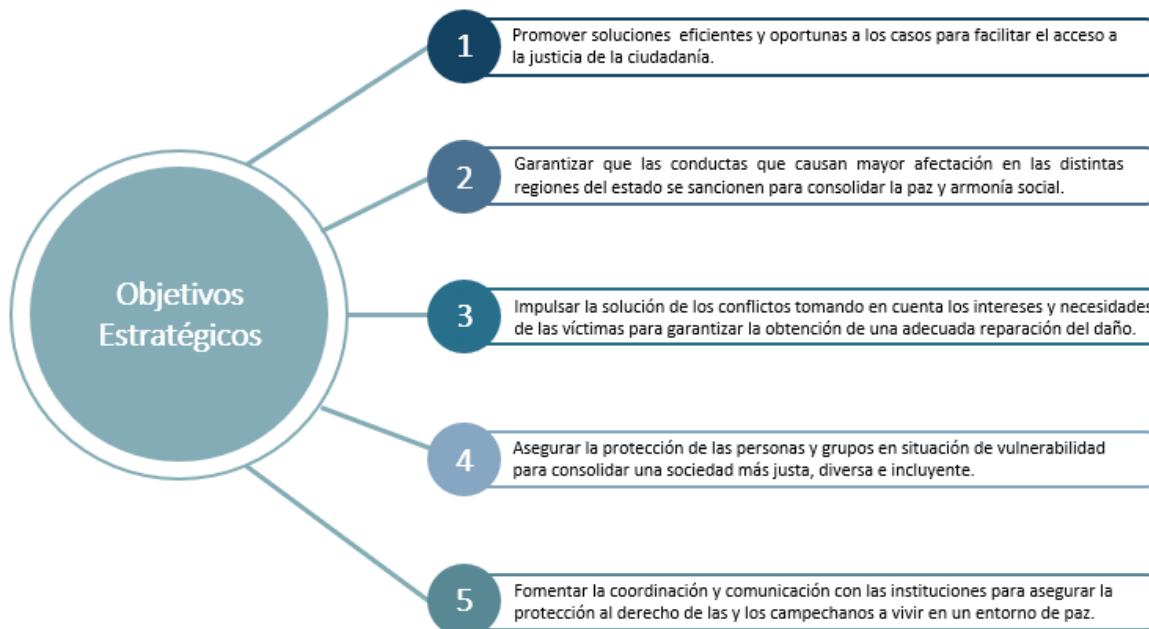 Objetivos
Estratégicos
1
Promover soluciones eficientes y oportunas a los casos para facilitar el acceso a
la justicia de la ciudadanía.
2
Garantizar que las conductas que causan mayor afectación en las distintas
regiones del estado se sancionen para consolidar la paz y armonía social.
3
Impulsar la solución de los conflictos tomando en cuenta los intereses y necesidades
de las víctimas para garantizar la obtención de una adecuada reparación del daño.
4
Asegurar la protección de las personas y grupos en situación de vulnerabilidad
para consolidar una sociedad más justa, diversa e incluyente.
5
Fomentar la coordinación y comunicación con las instituciones para asegurar la
protección al derecho de las y los campechanos a vivir en un entorno de paz.